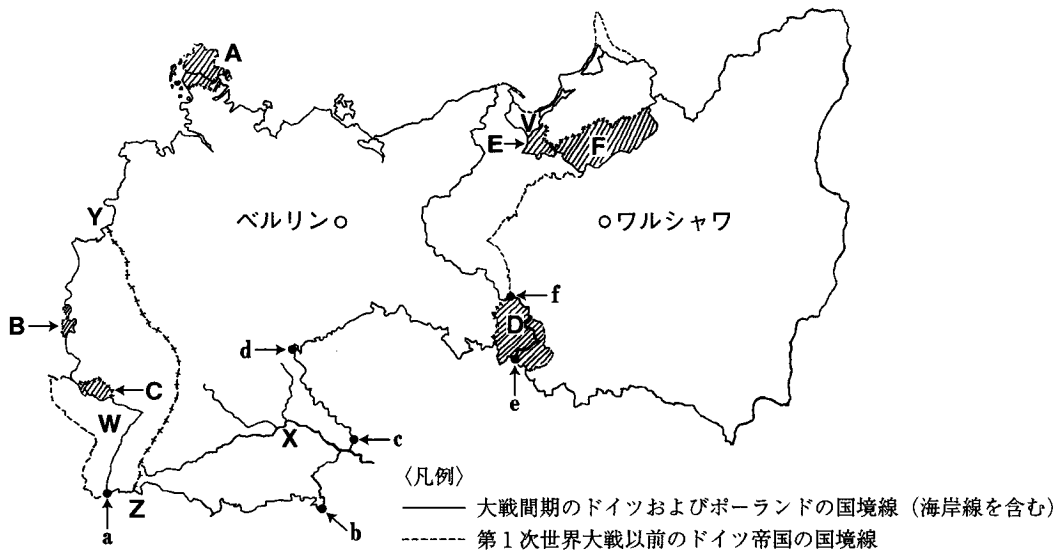 A
V
E
F
Y
ベルリン
ワルシャワ
f
B
D
d
e
C
W
X
c
〈凡例〉
Z
a
b
大戦間期のドイツおよびポーランドの国境線（海岸線を含む）
第1次世界大戦以前のドイツ帝国の国境線